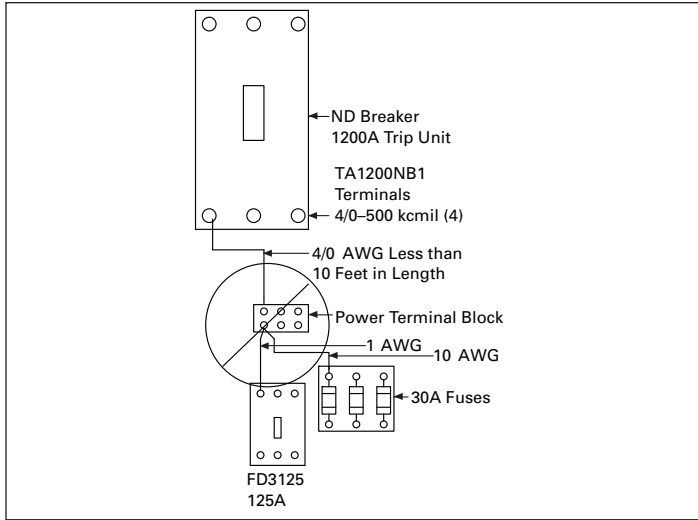 ND Breaker
1200A Trip Unit
TA1200NB1
Terminals
4/0–500 kcmil (4)
4/0 AWG Less than
10 Feet in Length
Power Terminal Block
1 AWG
10 AWG
30A Fuses
FD3125
125A